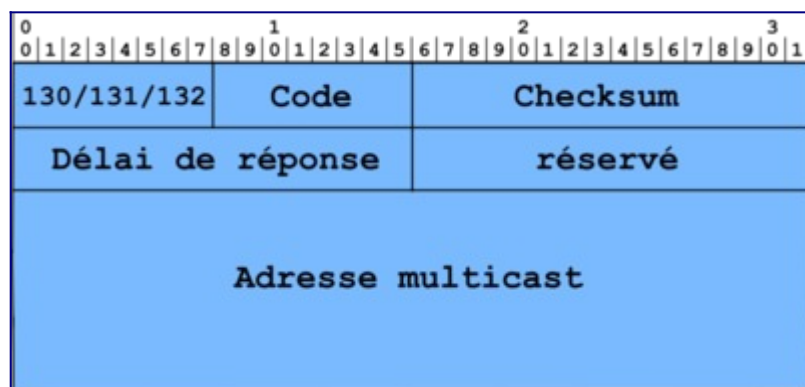 0 1 2 3
0 1 2 3 4 5 6 7 8 9 0 1 2 3 4 5 6 7 8 9 0 1 2 3 4 5 6 7 8 9 0 1
130/131/132 Code Checksum
Délai de réponse réservé
Adresse multicast